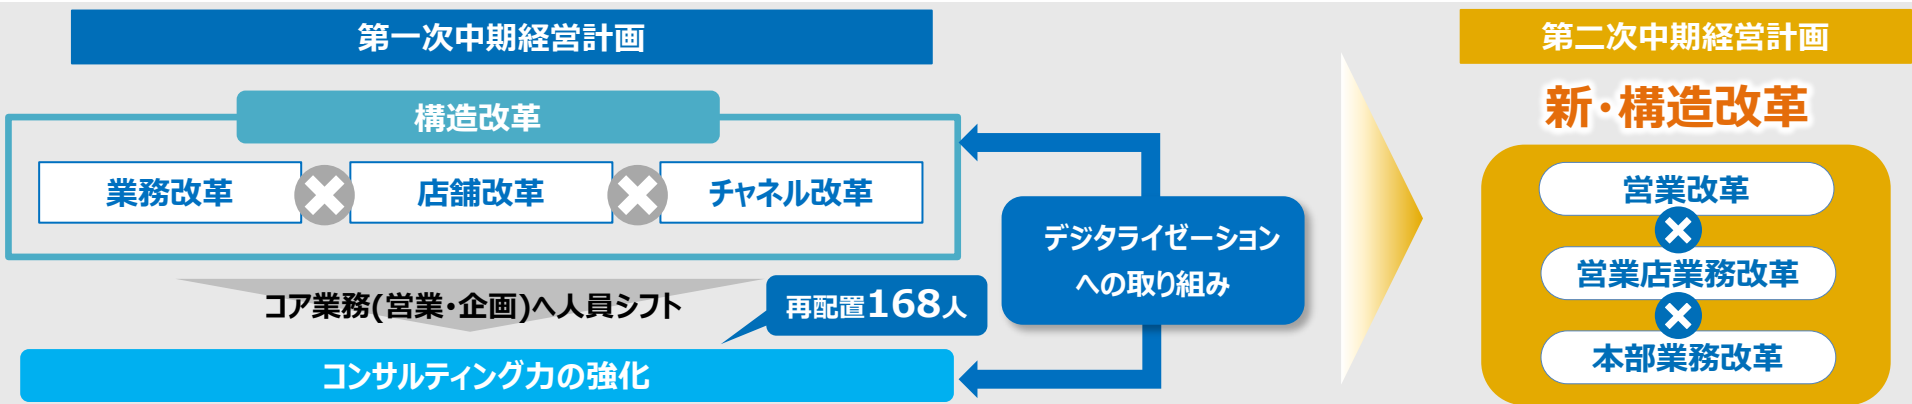 第一次中期経営計画
構造改革
業務改革
店舗改革
チャネル改革
コア業務(営業・企画)へ人員シフト
再配置168人
コンサルティング力の強化
デジタライゼーション
への取り組み
第二次中期経営計画
新・構造改革
営業改革
営業店業務改革
本部業務改革